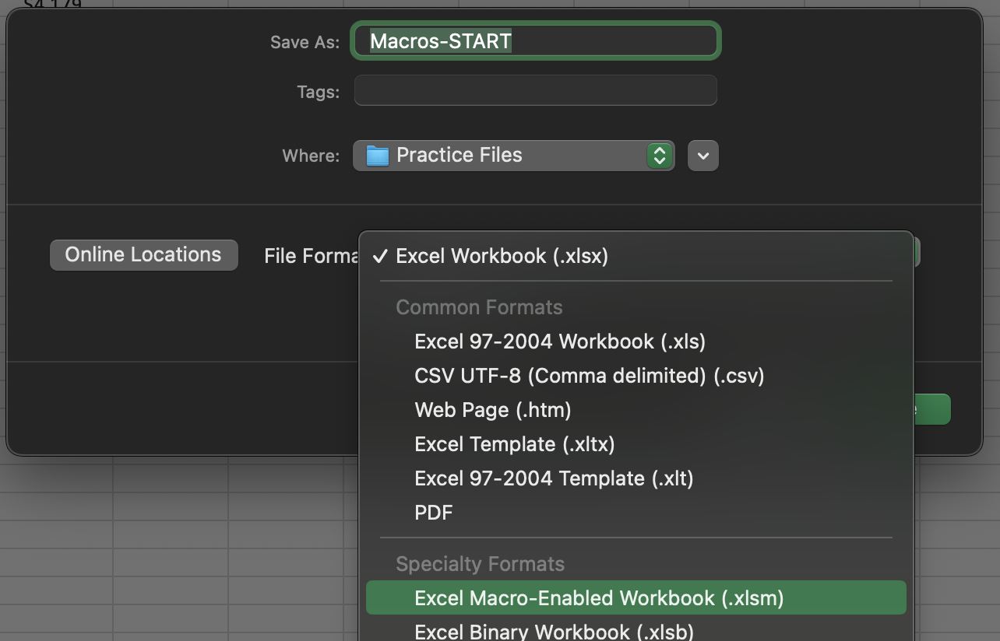 Save As: Macros-START
Tags:
Where: Practice Files
Online Locations File Forma
✓ Excel Workbook (.xlsx)
Common Formats
Excel 97-2004 Workbook (.xls)
CSV UTF-8 (Comma delimited) (.csv)
Web Page (.htm)
Excel Template (.xltx)
Excel 97-2004 Template (.xlt)
PDF
Specialty Formats
Excel Macro-Enabled Workbook (.xlsm)
Excel Binary Workbook (.xlsb)